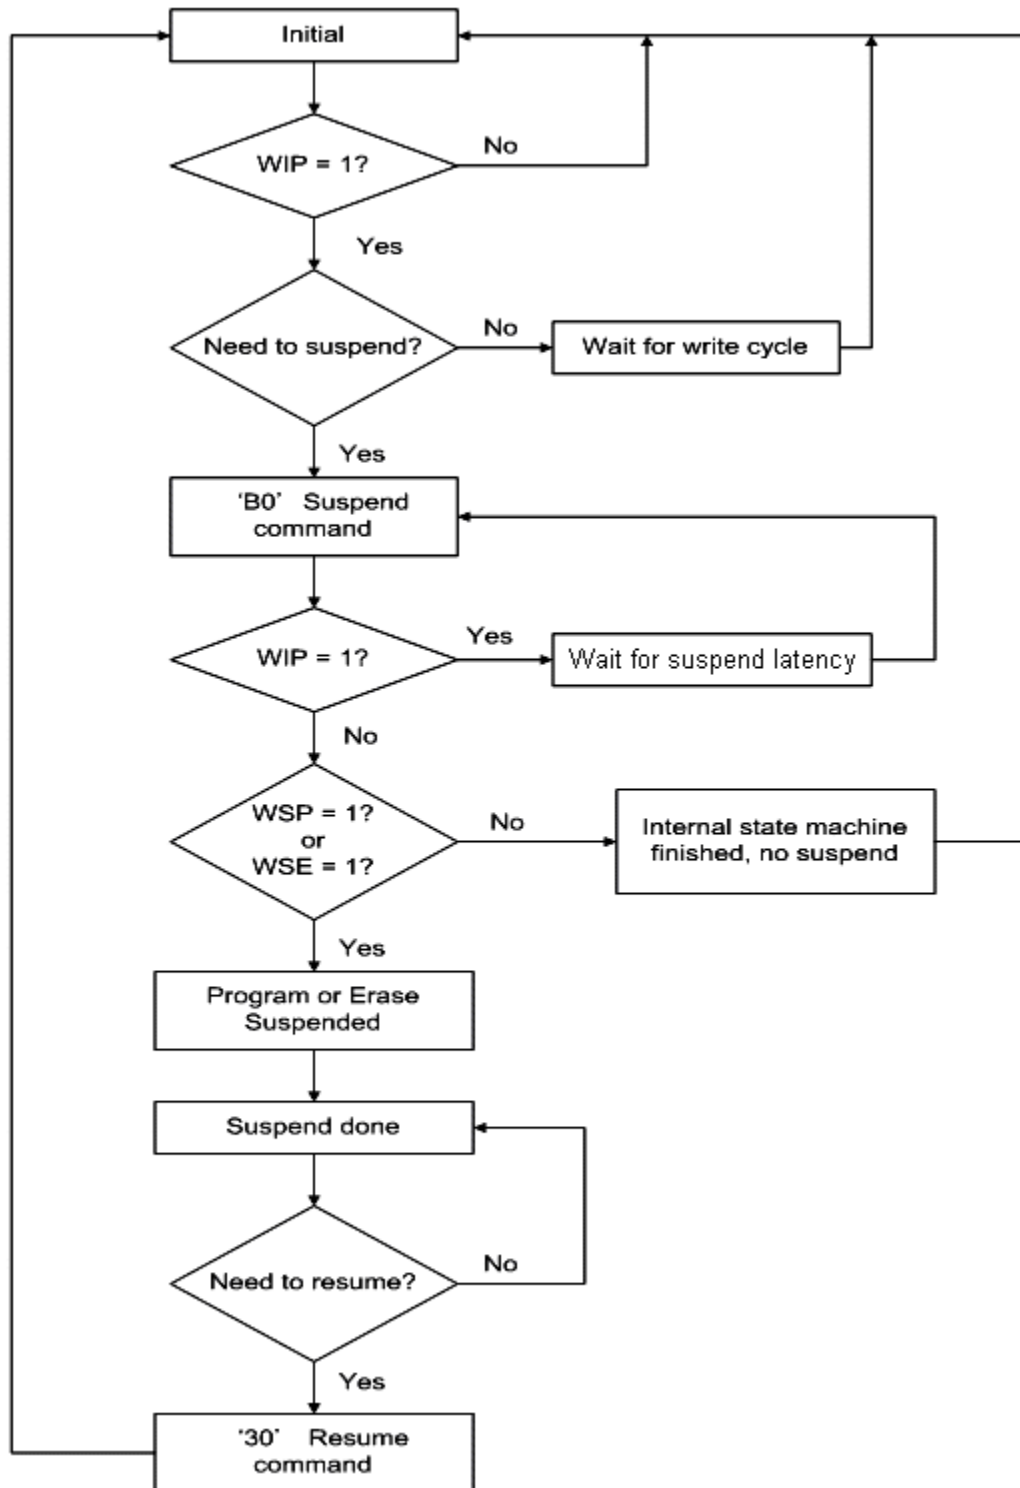 Initial
WIP = 1?
No
Yes
Need to suspend?
No
Wait for write cycle
Yes
‘B0’ Suspend
command
WIP = 1?
Yes
Wait for suspend latency
No
WSP = 1?
or
WSE = 1?
No
Internal state machine
finished, no suspend
Yes
Program or Erase
Suspended
Suspend done
Need to resume?
No
Yes
‘30’ Resume
command